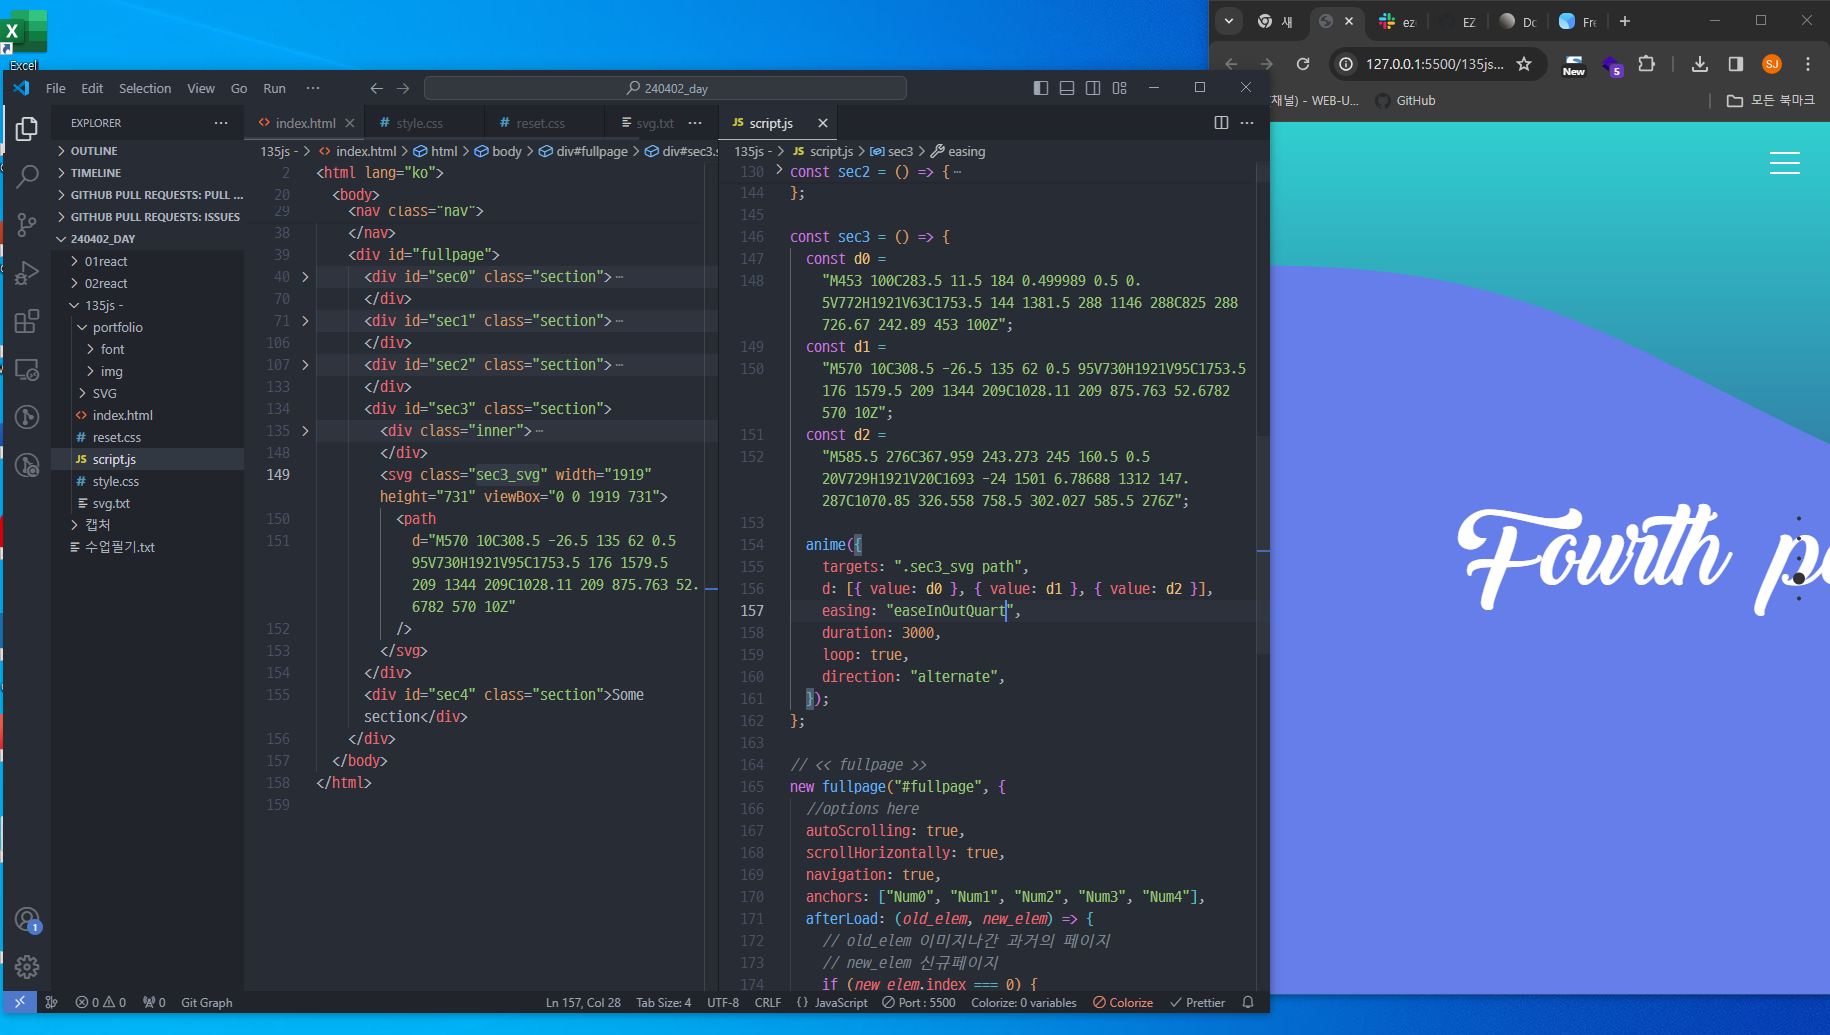 Excel
File Edit Selection View Go Run ···
240402_day
EXPLORER ···
OUTLINE
TIMELINE
GITHUB PULL REQUESTS: PULL ...
GITHUB PULL REQUESTS: ISSUES
240402_DAY
01react
02react
135js -
portfolio
font
img
SVG
index.html
reset.css
script.js
style.css
svg.txt
캡처
수업필기.txt
1
index.html style.css reset.css svg.txt ···
135js - > index.html > html > body > div#fullpage > div#sec3.s
2 <html lang="ko">
20 <body>
29 <nav class="nav">
38 </nav>
39 <div id="fullpage">
40 <div id="sec0" class="section">···
70 </div>
71 <div id="sec1" class="section">···
106 </div>
107 <div id="sec2" class="section">···
133 </div>
134 <div id="sec3" class="section">
135 <div class="inner">···
148 </div>
149 <svg class="sec3_svg" width="1919"
height="731" viewBox="0 0 1919 731">
150 <path
151 d="M570 10C308.5 -26.5 135 62 0.5
95V730H1921V95C1753.5 176 1579.5
209 1344 209C1028.11 209 875.763 52.
6782 570 10Z"
152 />
153 </svg>
154 </div>
155 <div id="sec4" class="section">Some
section</div>
156 </div>
157 </body>
158 </html>
159
JS script.js
135js - > JS script.js > sec3 > easing
130 const sec2 = () => {···
144 };
145
146 const sec3 = () => {
147 const d0 =
148 "M453 100C283.5 11.5 184 0.499989 0.5 0.
5V772H1921V63C1753.5 144 1381.5 288 1146 288C825 288
726.67 242.89 453 100Z";
149 const d1 =
150 "M570 10C308.5 -26.5 135 62 0.5 95V730H1921V95C1753.5
176 1579.5 209 1344 209C1028.11 209 875.763 52.6782
570 10Z";
151 const d2 =
152 "M585.5 276C367.959 243.273 245 160.5 0.5
20V729H1921V20C1693 -24 1501 6.78688 1312 147.
287C1070.85 326.558 758.5 302.027 585.5 276Z";
153
154 anime({
155 targets: ".sec3_svg path",
156 d: [{ value: d0 }, { value: d1 }, { value: d2 }],
157 easing: "easeInOutQuart",
158 duration: 3000,
159 loop: true,
160 direction: "alternate",
161 });
162 };
163
164 // << fullpage >>
165 new fullpage("#fullpage", {
166 //options here
167 autoScrolling: true,
168 scrollHorizontally: true,
169 navigation: true,
170 anchors: ["Num0", "Num1", "Num2", "Num3", "Num4"],
171 afterLoad: (old_elem, new_elem) => {
172 // old_elem 이미지나간 과거의 페이지
173 // new_elem 신규페이지
174 if (new_elem.index === 0) {
0 0 0 Git Graph Ln 157, Col 28 Tab Size: 4 UTF-8 CRLF {} JavaScript Port : 5500 Colorize: 0 variables Colorize Prettier
새 ez EZ Dc Fre
127.0.0.1:5500/135js... New 5 SJ
채널) - WEB-U... GitHub 모든 북마크
Fourth pa